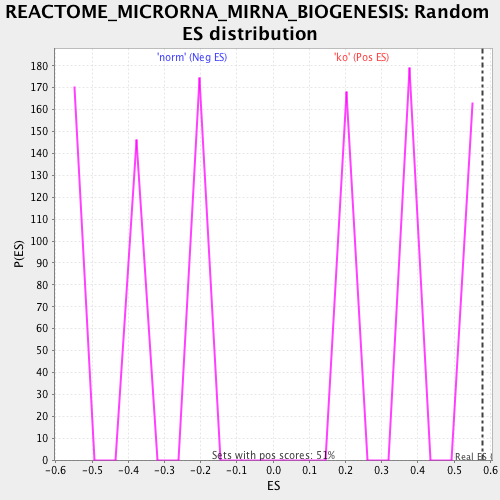 REACTOME_MICRORNA_MIRNA_BIOGENESIS: Random
ES distribution
'norm' (Neg ES)
'ko' (Pos ES)
180
170
160
150
140
130
120
110
100
90
80
70
60
50
40
30
20
10
0
P(ES)
Sets with pos scores: 51%
Real ES (
-0.6 -0.5 -0.4 -0.3 -0.2 -0.1 0.0 0.1 0.2 0.3 0.4 0.5 0.6
ES